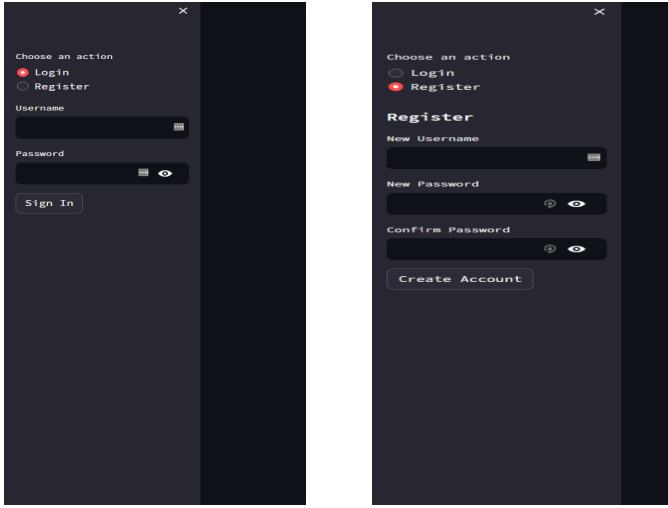 Choose an action
Login
Register
Username
Password
Sign In
Choose an action
Login
Register
Register
New Username
New Password
Confirm Password
Create Account